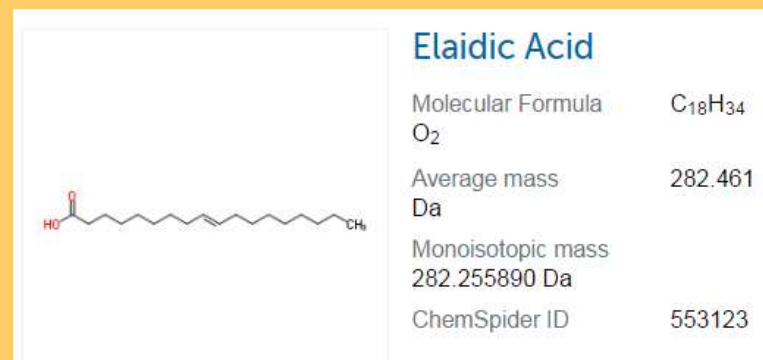 Elaidic Acid
Molecular Formula C₁₈H₃₄
O₂
Average mass 282.461
Da
Monoisotopic mass
282.255890 Da
ChemSpider ID 553123
O
HO
CH₃